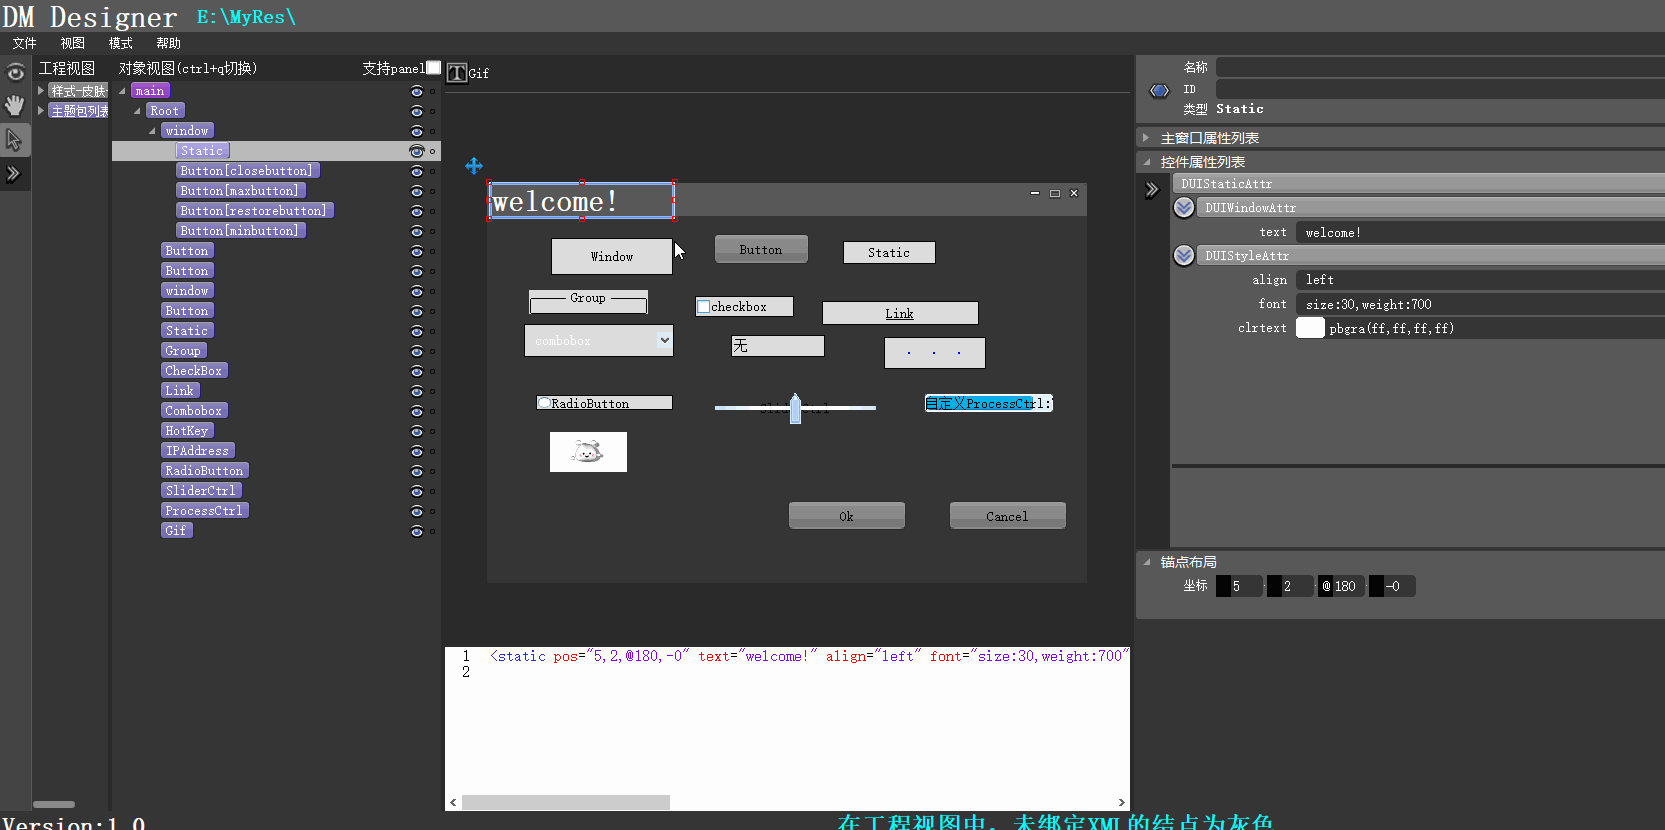 DM Designer E:\MyRes\
文件 视图 模式 帮助
工程视图
样式-皮肤-
主题包列表
对象视图(ctrl+q切换) 支持panel
main
Root
window
Static
Button[closebutton]
Button[maxbutton]
Button[restorebutton]
Button[minbutton]
Button
Button
window
Button
Static
Group
CheckBox
Link
Combobox
HotKey
IPAddress
RadioButton
SliderCtrl
ProcessCtrl
Gif
T Gif
welcome!
Window Button Static
Group checkbox Link
combobox 无 . . .
RadioButton SliderCtrl 自定义ProcessCtrl:
Ok Cancel
1 <static pos="5,2,@180,-0" text="welcome!" align="left" font="size:30,weight:700"
2
名称
ID
类型 Static
主窗口属性列表
控件属性列表
DUIStaticAttr
DUIWindowAttr
text welcome!
DUIStyleAttr
align left
font size:30,weight:700
clrtext pbgra(ff,ff,ff,ff)
锚点布局
坐标 5 2 @ 180 -0
Version:1.0
在工程视图中，未绑定XML的结点为灰色